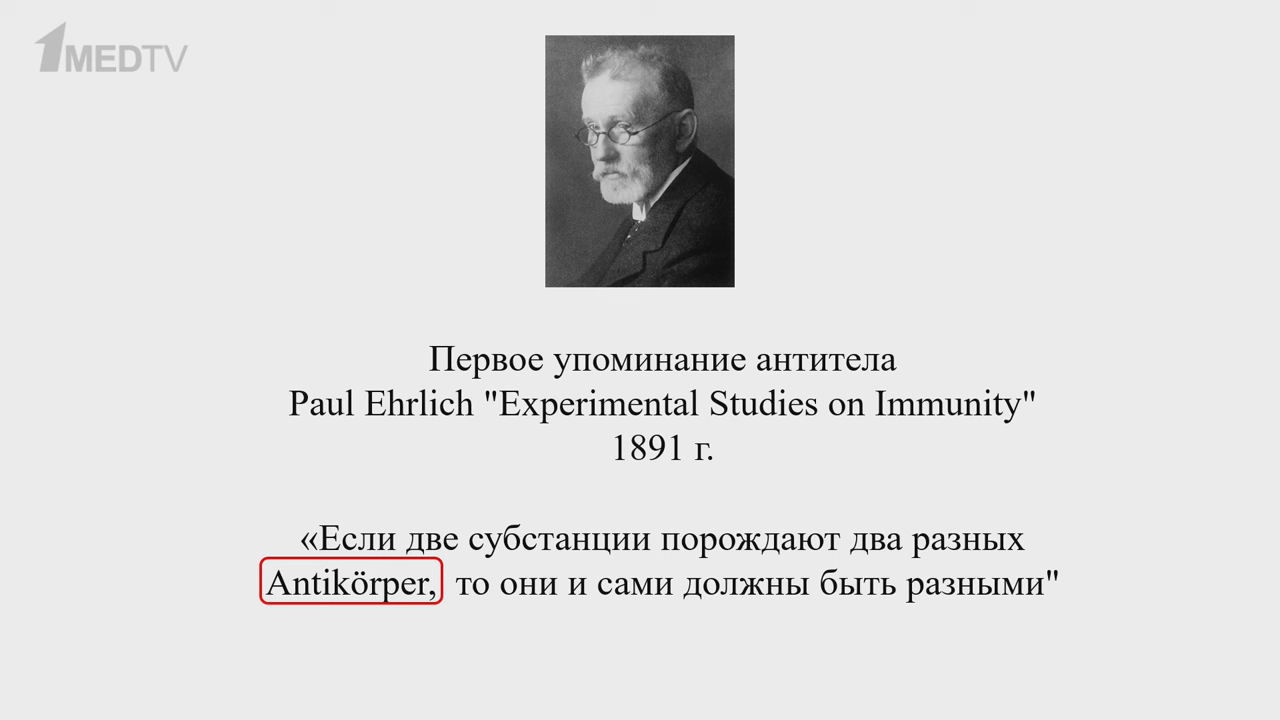 1MEDTV
Первое упоминание антитела
Paul Ehrlich "Experimental Studies on Immunity"
1891 г.
«Если две субстанции порождают два разных
Antikörper, то они и сами должны быть разными"